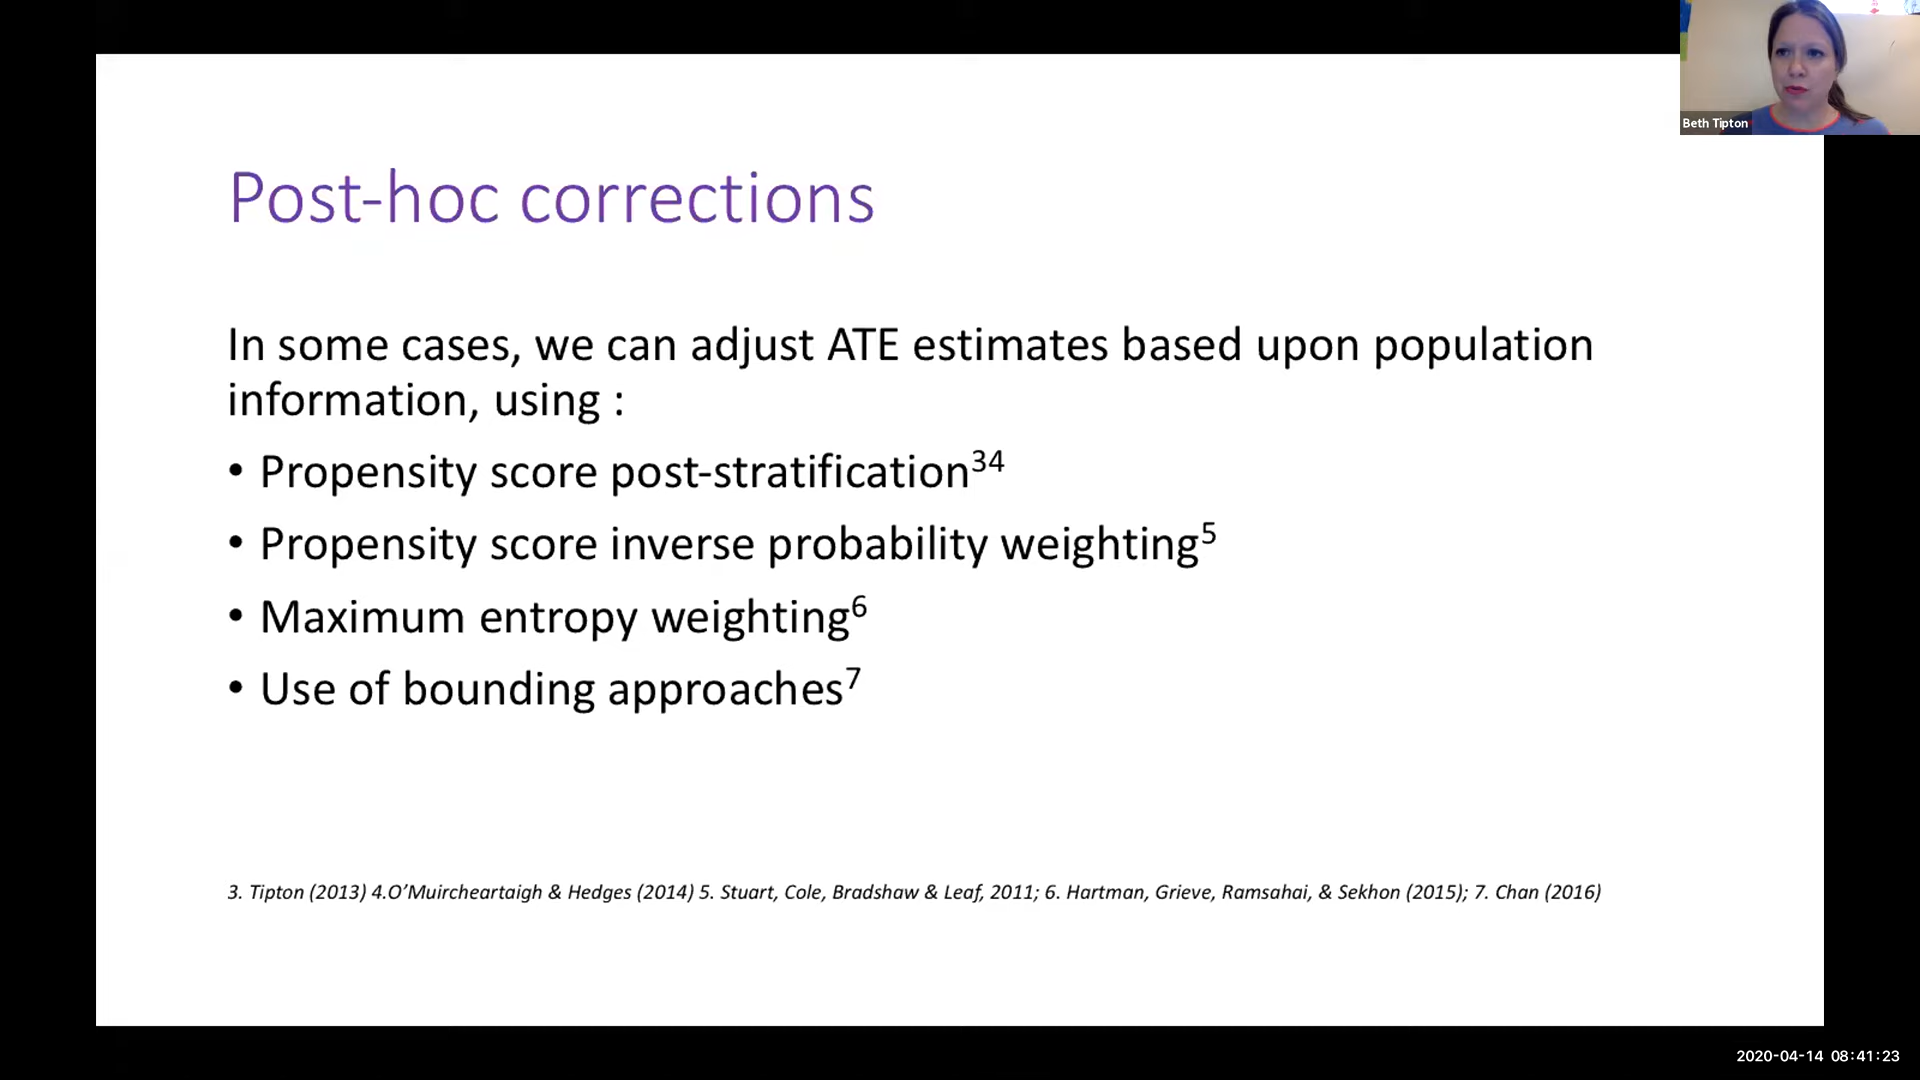 Beth Tipton
Post-hoc corrections
In some cases, we can adjust ATE estimates based upon population
information, using :
• Propensity score post-stratification34
• Propensity score inverse probability weighting5
• Maximum entropy weighting6
• Use of bounding approaches7
3. Tipton (2013) 4.O’Muircheartaigh & Hedges (2014) 5. Stuart, Cole, Bradshaw & Leaf, 2011; 6. Hartman, Grieve, Ramsahai, & Sekhon (2015); 7. Chan (2016)
2020-04-14 08:41:23